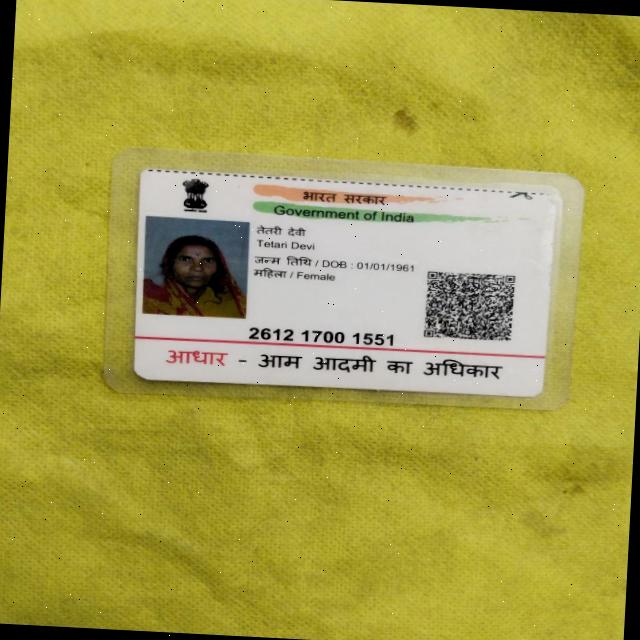 भारत सरकार
Government of India
तेतरी देवी
Tetari Devi
जन्म तिथि / DOB : 01/01/1961
महिला / Female
2612 1700 1551
आधार - आम आदमी का अधिकार